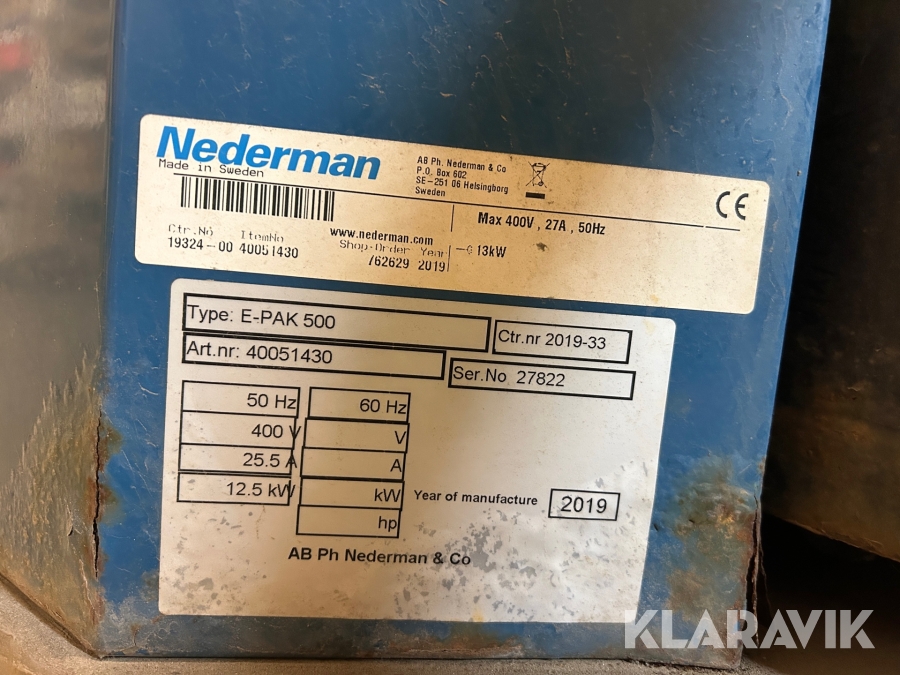 Nederman
Made in Sweden
AB Ph. Nederman & Co
P.O. Box 602
SE-251 06 Helsingborg
Sweden
CE
Max 400V, 27A, 50Hz
13kW
www.nederman.com
Ctr.No ItemNo Shop-Order Year
19324-00 40051430 762629 2019
Type: E-PAK 500
Ctr.nr 2019-33
Art.nr: 40051430
Ser.No 27822
50 Hz 60 Hz
400 V V
25.5 A A
12.5 kW kW
hp
Year of manufacture 2019
AB Ph Nederman & Co
KLARAVIK